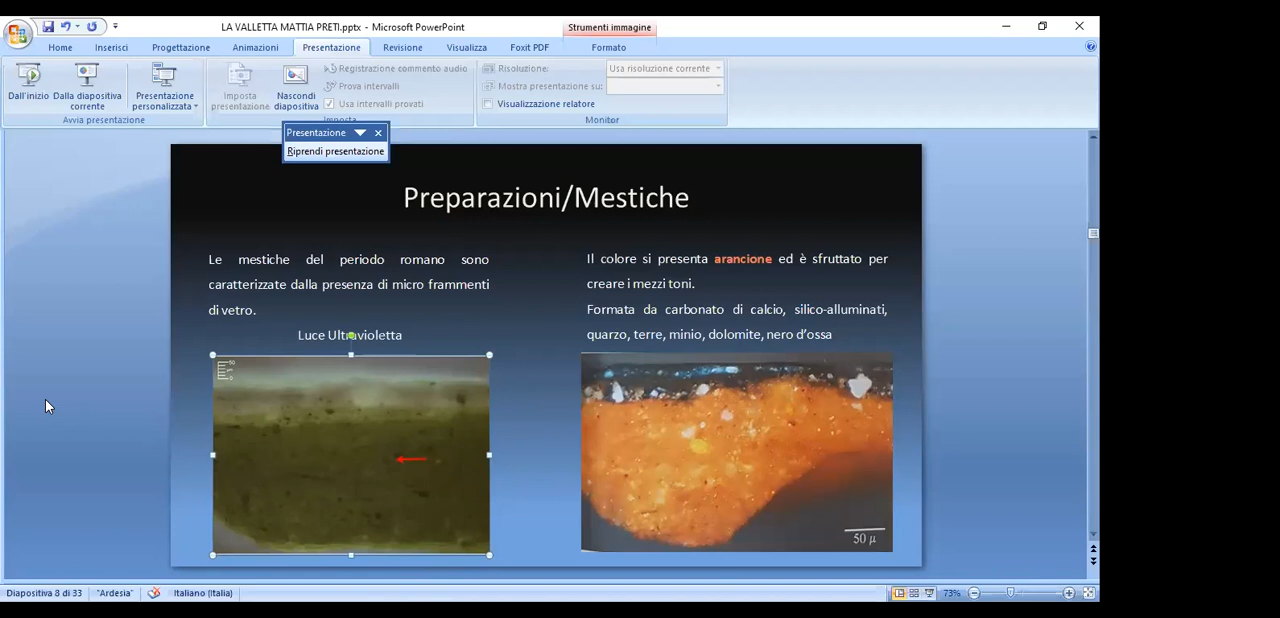 LA VALLETTA MATTIA PRETI.pptx - Microsoft PowerPoint
Strumenti immagine
Home Inserisci Progettazione Animazioni Presentazione Revisione Visualizza Foxit PDF Formato
Dall'inizio
Dalla diapositiva
corrente
Presentazione
personalizzata
Avvia presentazione
Imposta
presentazione
Nascondi
diapositiva
Registrazione commento audio
Prova intervalli
Usa intervalli provati
Imposta
Risoluzione:
Usa risoluzione corrente
Mostra presentazione su:
Visualizzazione relatore
Monitor
Presentazione
Riprendi presentazione
Preparazioni/Mestiche
Le mestiche del periodo romano sono
caratterizzate dalla presenza di micro frammenti
di vetro.
Luce Ultravioletta
50
0
Il colore si presenta arancione ed è sfruttato per
creare i mezzi toni.
Formata da carbonato di calcio, silico-alluminati,
quarzo, terre, minio, dolomite, nero d'ossa
50 µ
Diapositiva 8 di 33 "Ardesia" Italiano (Italia) 73%